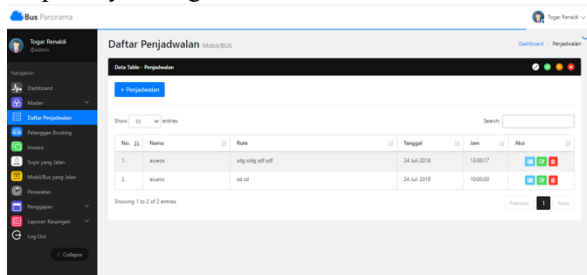 Bus Panorama
Togar Renaldi
Togar Renaldi
@admin
Daftar Penjadwalan Mobil/BUS
Dashboard Penjadwalan
Navigation
Dashboard
Master
Daftar Penjadwalan
Pelanggan Booking
Invoice
Supir yang Jalan
Mobil/Bus yang Jalan
Perawatan
Penggajian
Laporan Keuangan
Log Out
Collapse
Data Table - Penjadwalan
+ Penjadwalan
Show 10 entries
Search:
No. Nama Rute Tanggal Jam Aksi
1. aiueos sdg sldg sdf sdf 24 Juli 2018 13:00:17
2. aiueos sd sd 24 Juli 2018 10:00:00
Showing 1 to 2 of 2 entries
Previous 1 Next